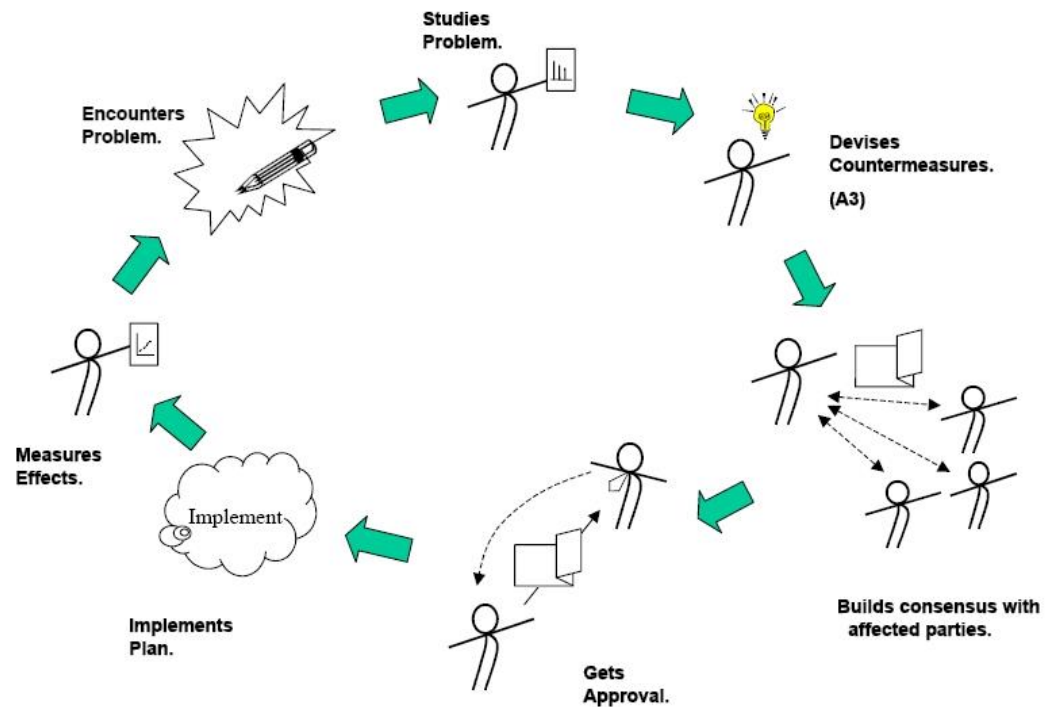 Studies
Problem.
Encounters
Problem.
Devises
Countermeasures.
(A3)
Builds consensus with
affected parties.
Gets
Approval.
Implement
Implements
Plan.
Measures
Effects.